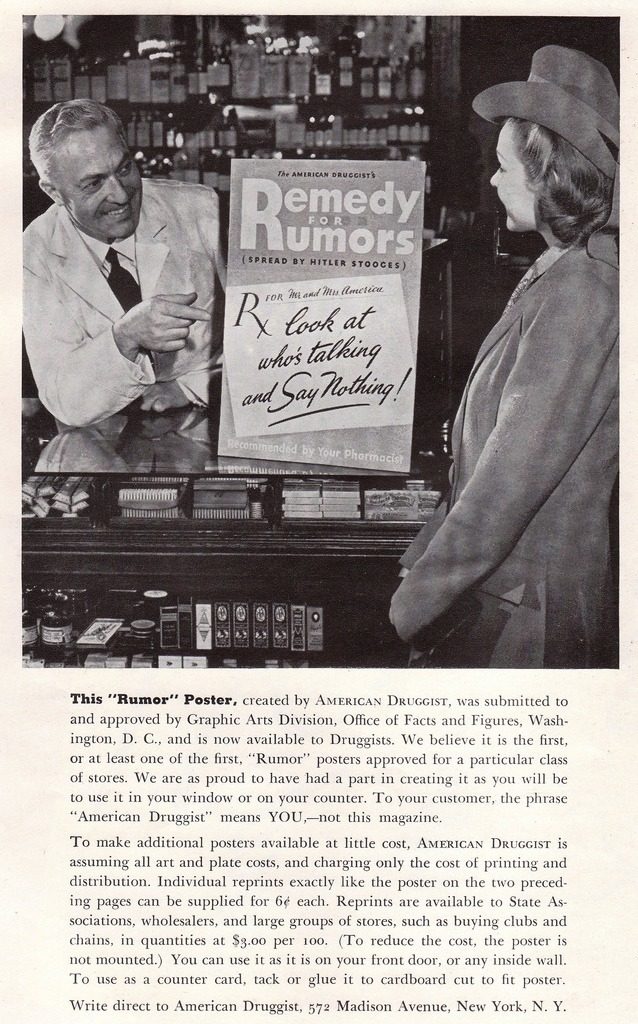 The AMERICAN DRUGGIST'S
Remedy
FOR
Rumors
(SPREAD BY HITLER STOOGES)
Rx FOR Mr. and Mrs. America
look at
who's talking
and Say Nothing!
Recommended by Your Pharmacist
This "Rumor" Poster, created by AMERICAN DRUGGIST, was submitted to
and approved by Graphic Arts Division, Office of Facts and Figures, Wash-
ington, D. C., and is now available to Druggists. We believe it is the first,
or at least one of the first, "Rumor" posters approved for a particular class
of stores. We are as proud to have had a part in creating it as you will be
to use it in your window or on your counter. To your customer, the phrase
"American Druggist" means YOU,—not this magazine.
To make additional posters available at little cost, AMERICAN DRUGGIST is
assuming all art and plate costs, and charging only the cost of printing and
distribution. Individual reprints exactly like the poster on the two preced-
ing pages can be supplied for 6¢ each. Reprints are available to State As-
sociations, wholesalers, and large groups of stores, such as buying clubs and
chains, in quantities at $3.00 per 100. (To reduce the cost, the poster is
not mounted.) You can use it as it is on your front door, or any inside wall.
To use as a counter card, tack or glue it to cardboard cut to fit poster.
Write direct to American Druggist, 572 Madison Avenue, New York, N. Y.